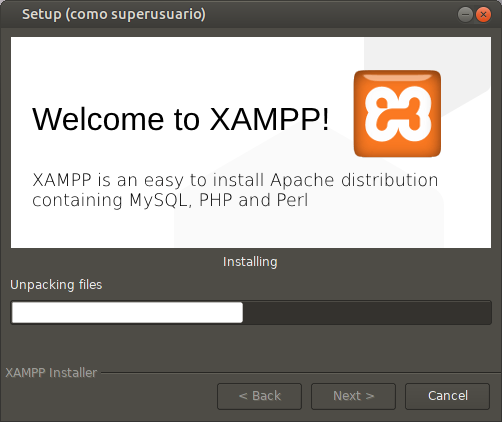 Setup (como superusuario)
Welcome to XAMPP!
XAMPP is an easy to install Apache distribution
containing MySQL, PHP and Perl
Installing
Unpacking files
XAMPP Installer
< Back
Next >
Cancel